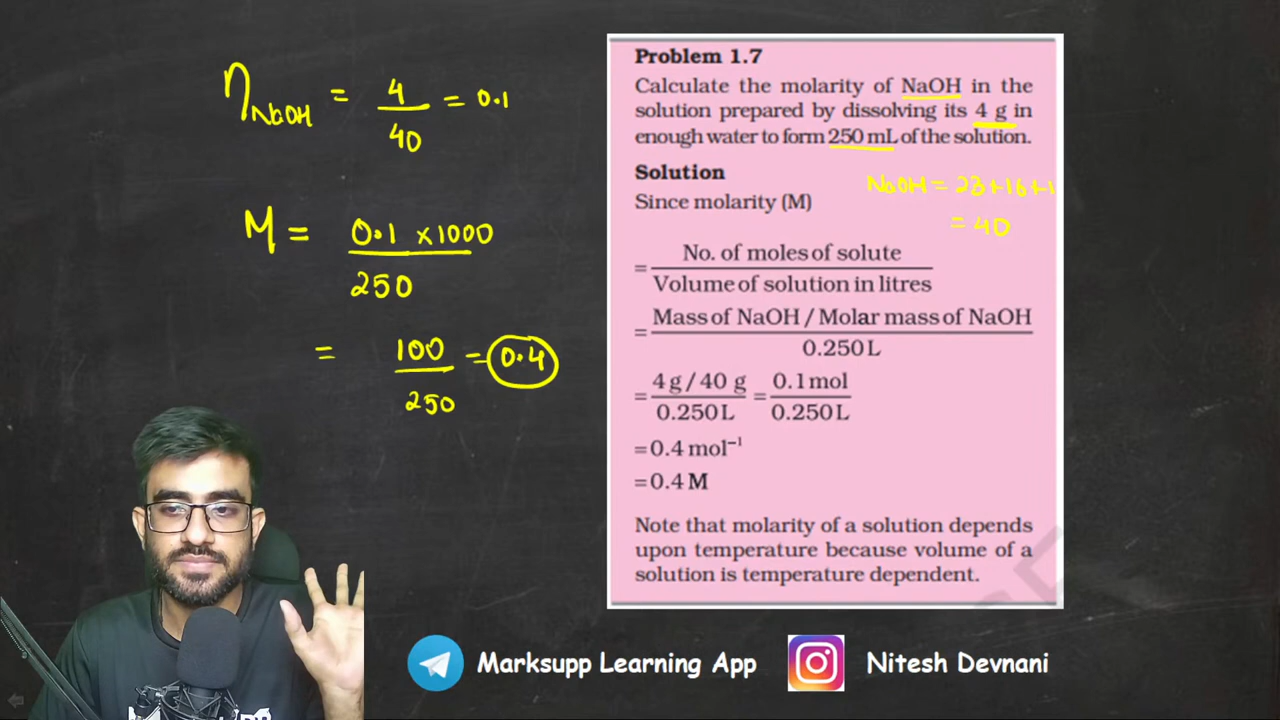 η NaOH = 4 / 40 = 0.1
M = 0.1 × 1000 / 250
= 100 / 250 = 0.4
Problem 1.7
Calculate the molarity of NaOH in the
solution prepared by dissolving its 4 g in
enough water to form 250 mL of the solution.
Solution
NaOH = 23+16+1
Since molarity (M)
= 40
= No. of moles of solute / Volume of solution in litres
= Mass of NaOH / Molar mass of NaOH / 0.250 L
= 4 g / 40 g / 0.250 L = 0.1 mol / 0.250 L
= 0.4 mol⁻¹
= 0.4 M
Note that molarity of a solution depends
upon temperature because volume of a
solution is temperature dependent.
Marksupp Learning App
Nitesh Devnani